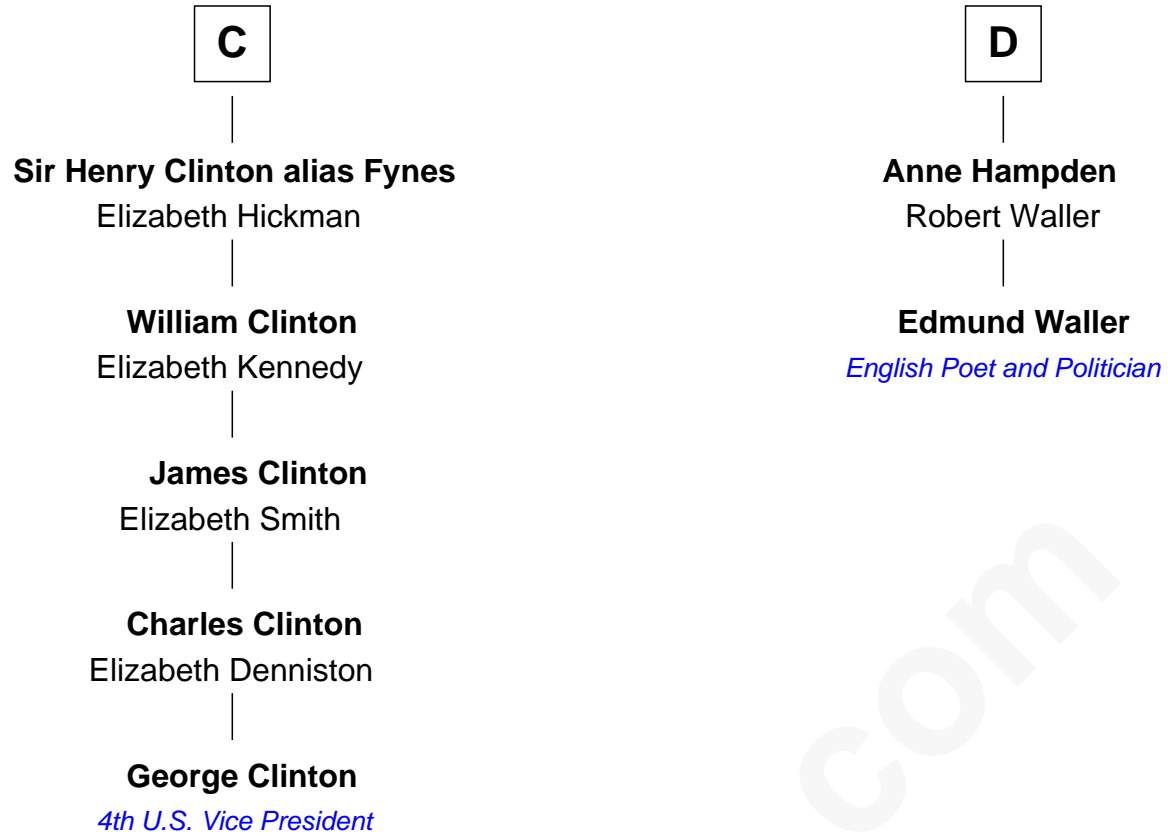 C
Sir Henry Clinton alias Fynes
Elizabeth Hickman
William Clinton
Elizabeth Kennedy
James Clinton
Elizabeth Smith
Charles Clinton
Elizabeth Denniston
George Clinton
4th U.S. Vice President
D
Anne Hampden
Robert Waller
Edmund Waller
English Poet and Politician
com